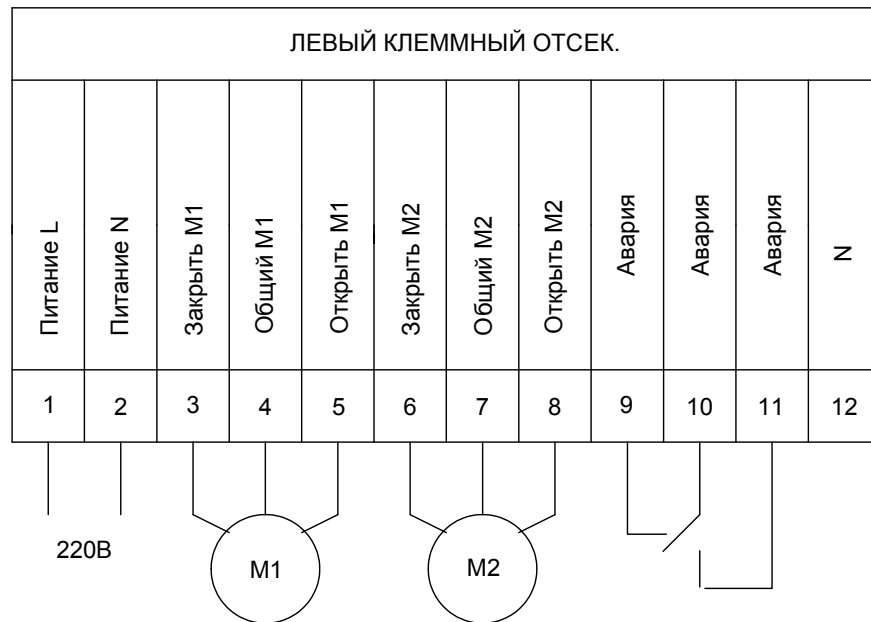 ЛЕВЫЙ КЛЕММНЫЙ ОТСЕК.
Питание L
Питание N
Закрыть М1
Общий М1
Открыть М1
Закрыть М2
Общий М2
Открыть М2
Авария
Авария
Авария
N
1 2 3 4 5 6 7 8 9 10 11 12
220В
М1
М2